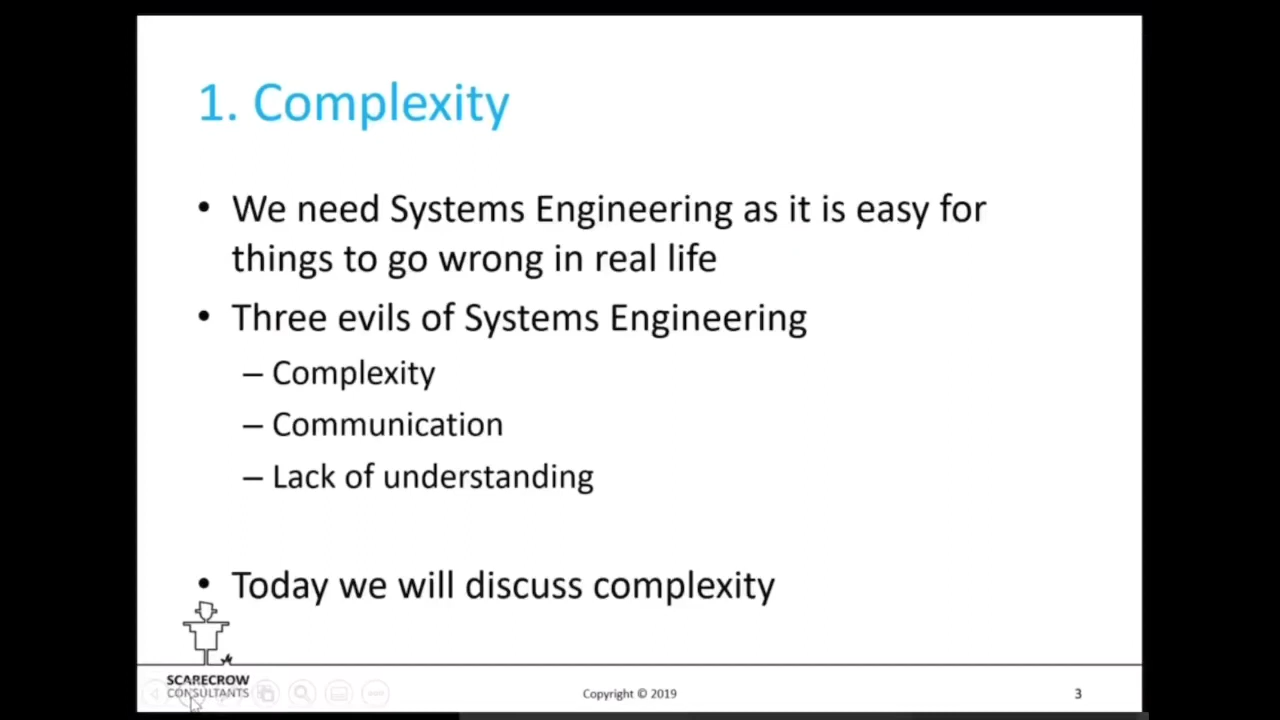 1. Complexity
• We need Systems Engineering as it is easy for
things to go wrong in real life
• Three evils of Systems Engineering
– Complexity
– Communication
– Lack of understanding
• Today we will discuss complexity
SCARECROW
CONSULTANTS
Copyright © 2019
3